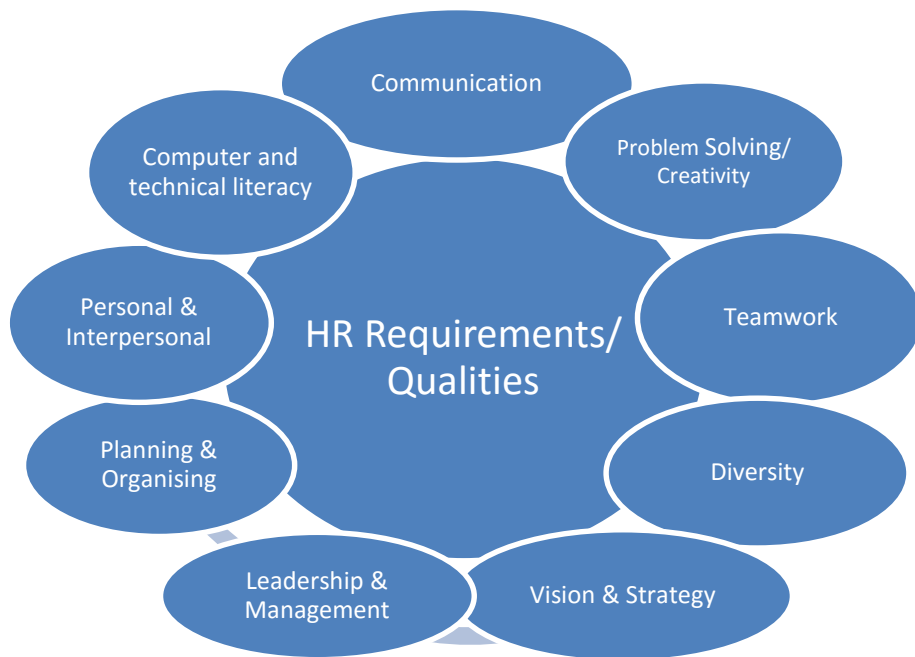 Communication
Problem Solving/
Creativity
Teamwork
Diversity
Vision & Strategy
Leadership &
Management
Planning &
Organising
Personal &
Interpersonal
Computer and
technical literacy
HR Requirements/
Qualities